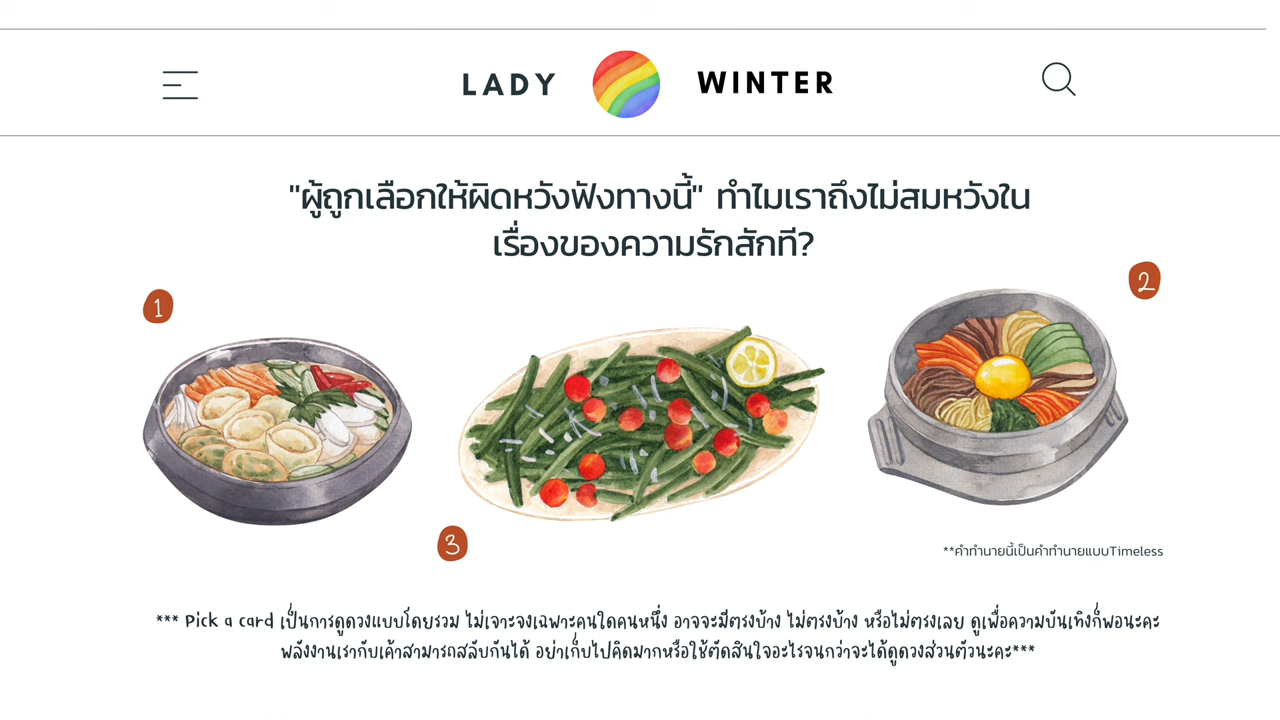 LADY WINTER
"ผู้ถูกเลือกให้ผิดหวังฟังทางนี้" ทำไมเราถึงไม่สมหวังใน
เรื่องของความรักสักที?
1
2
3
**คำทำนายนี้เป็นคำทำนายแบบTimeless
*** Pick a card เป็นการดูดวงแบบโดยรวม ไม่เจาะจงเฉพาะคนใดคนหนึ่ง อาจจะมีตรงบ้าง ไม่ตรงบ้าง หรือไม่ตรงเลย ดูเพื่อความบันเทิงก็พอนะคะ
พลังงานเรากับเค้าสามารถสลับกันได้ อย่าเก็บไปคิดมากหรือใช้ตัดสินใจอะไรจนกว่าจะได้ดูดวงส่วนตัวนะคะ***